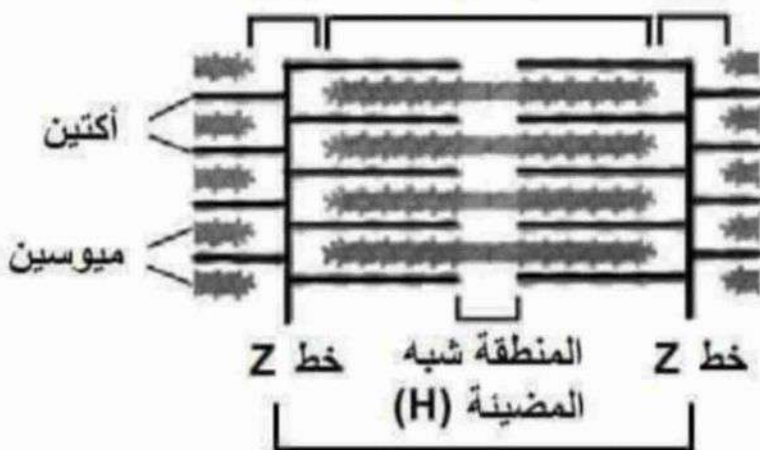 أكتين
ميوسين
خط Z
المنطقة شبه
المضيئة (H)
خط Z